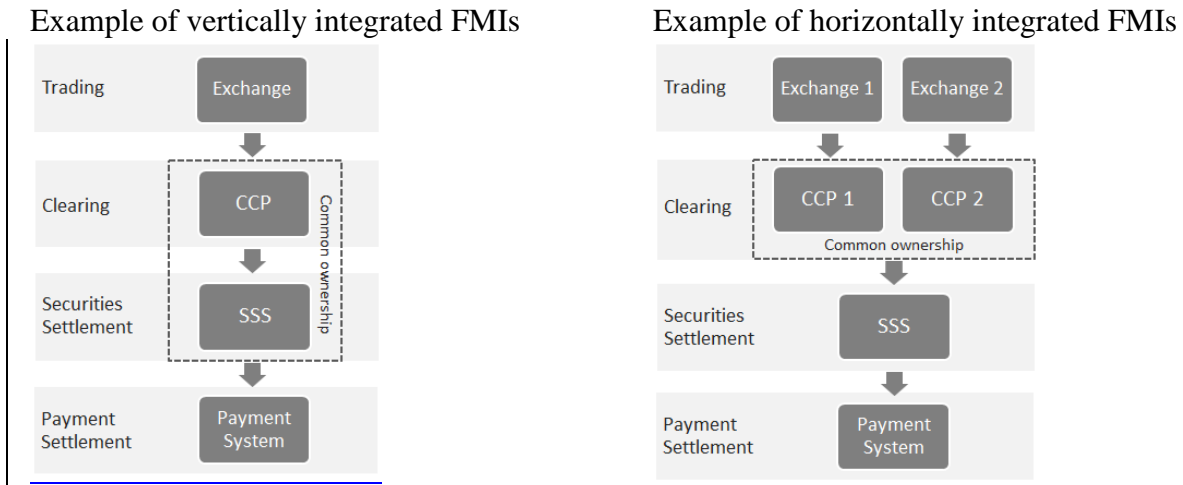 Example of vertically integrated FMIs
Trading
Exchange
Clearing
CCP
Common ownership
Securities
Settlement
SSS
Payment
Settlement
Payment
System
Example of horizontally integrated FMIs
Trading
Exchange 1
Exchange 2
Clearing
CCP 1
CCP 2
Common ownership
Securities
Settlement
SSS
Payment
Settlement
Payment
System